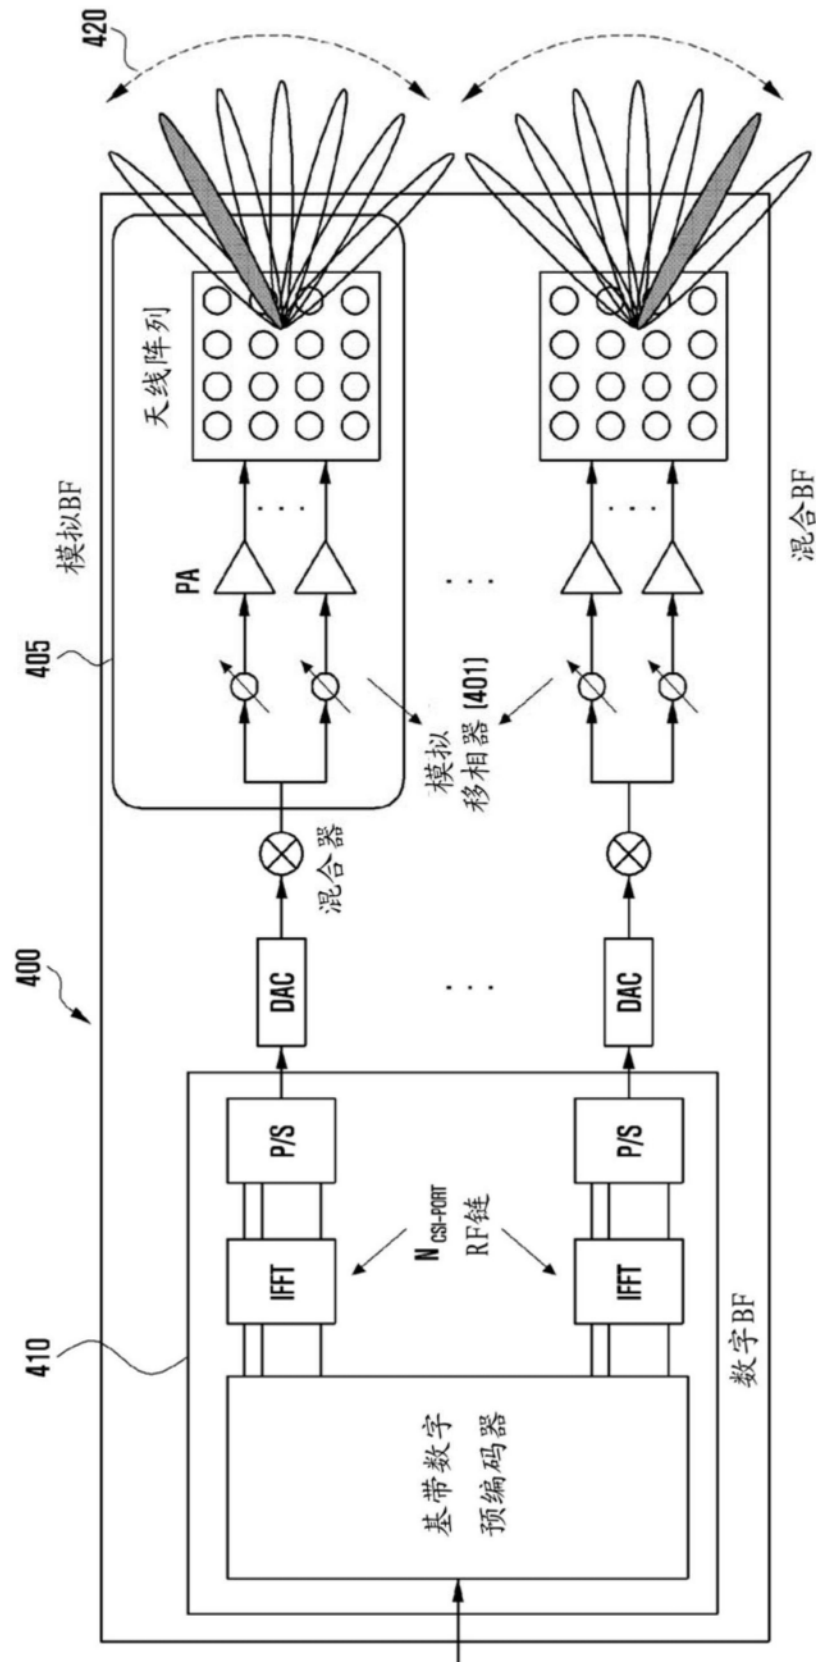 410
400
405
420
模拟BF
PA
天线阵列
IFFT
P/S
DAC
混合器
基带数字
预编码器
N CSI-PORT
RF链
模拟
移相器 (401)
IFFT
P/S
DAC
数字BF
混合BF